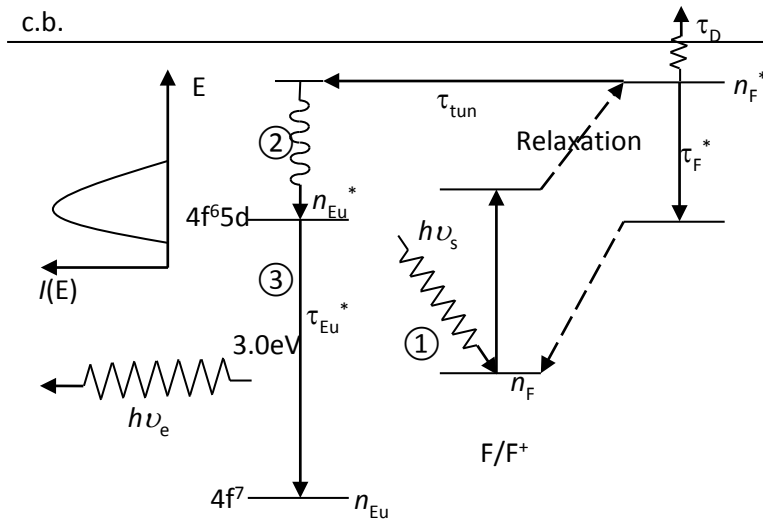 c.b.
τD
E
τtun
nF*
②
Relaxation
τF*
nEu*
4f⁶5d
hυs
③
I(E)
τEu*
①
3.0eV
nF
hυe
F/F⁺
4f⁷
nEu